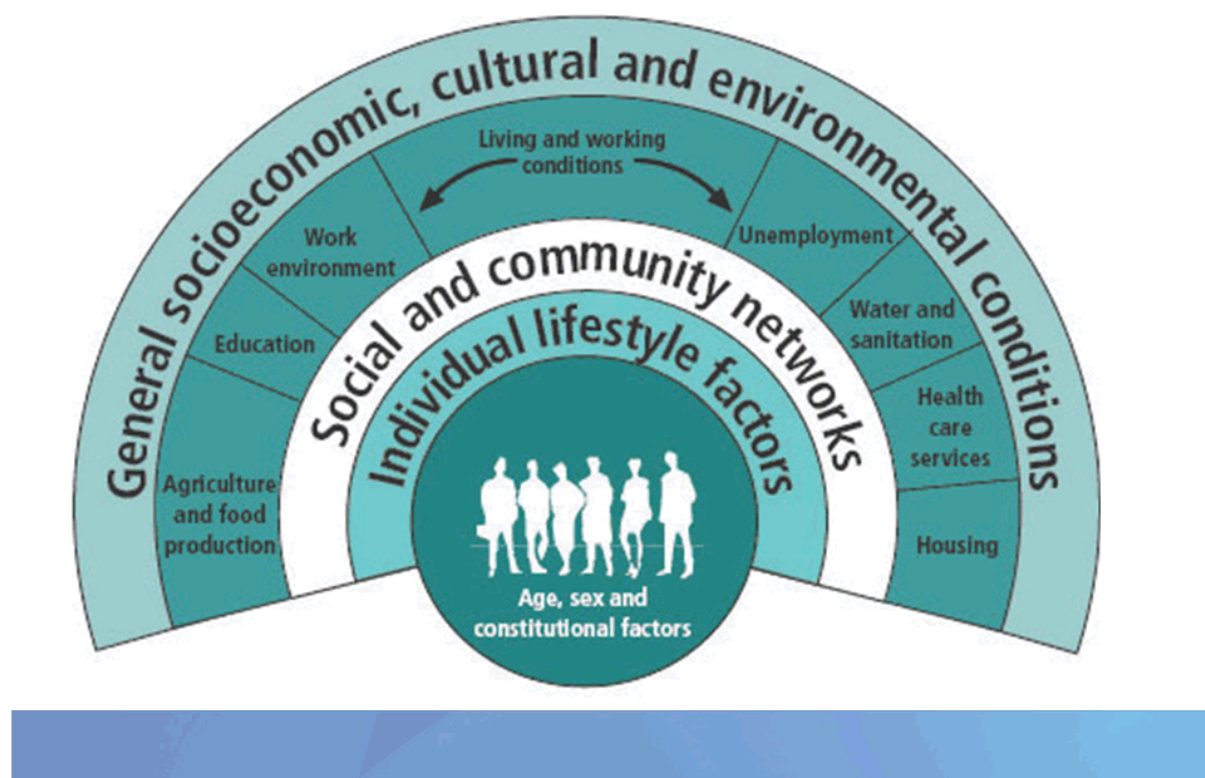 General socioeconomic, cultural and environmental conditions
Living and working
conditions
Work
environment
Education
Agriculture
and food
production
Unemployment
Water and
sanitation
Health
care
services
Housing
Social and community networks
Individual lifestyle factors
Age, sex and
constitutional factors